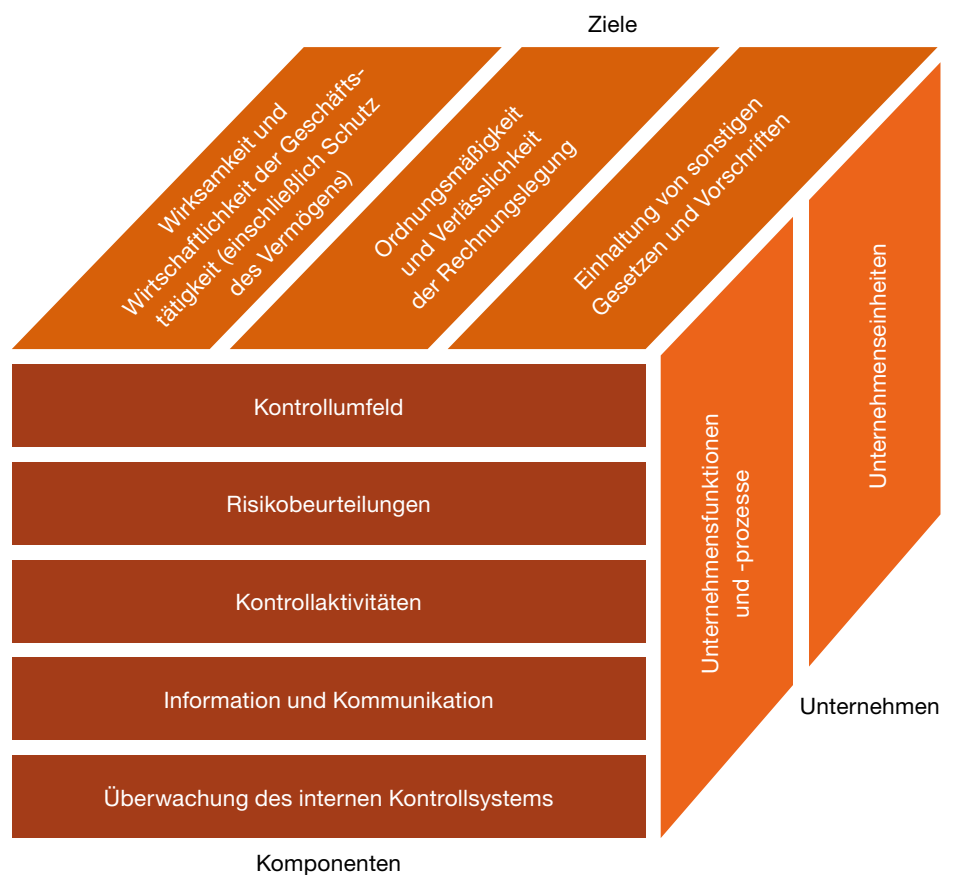 Ziele
Wirksamkeit und
Wirtschaftlichkeit der Geschäfts-
tätigkeit (einschließlich Schutz
des Vermögens)
Ordnungsmäßigkeit
und Verlässlichkeit
der Rechnungslegung
Einhaltung von sonstigen
Gesetzen und Vorschriften
Kontrollumfeld
Risikobeurteilungen
Kontrollaktivitäten
Information und Kommunikation
Überwachung des internen Kontrollsystems
Komponenten
Unternehmensfunktionen
und -prozesse
Unternehmenseinheiten
Unternehmen